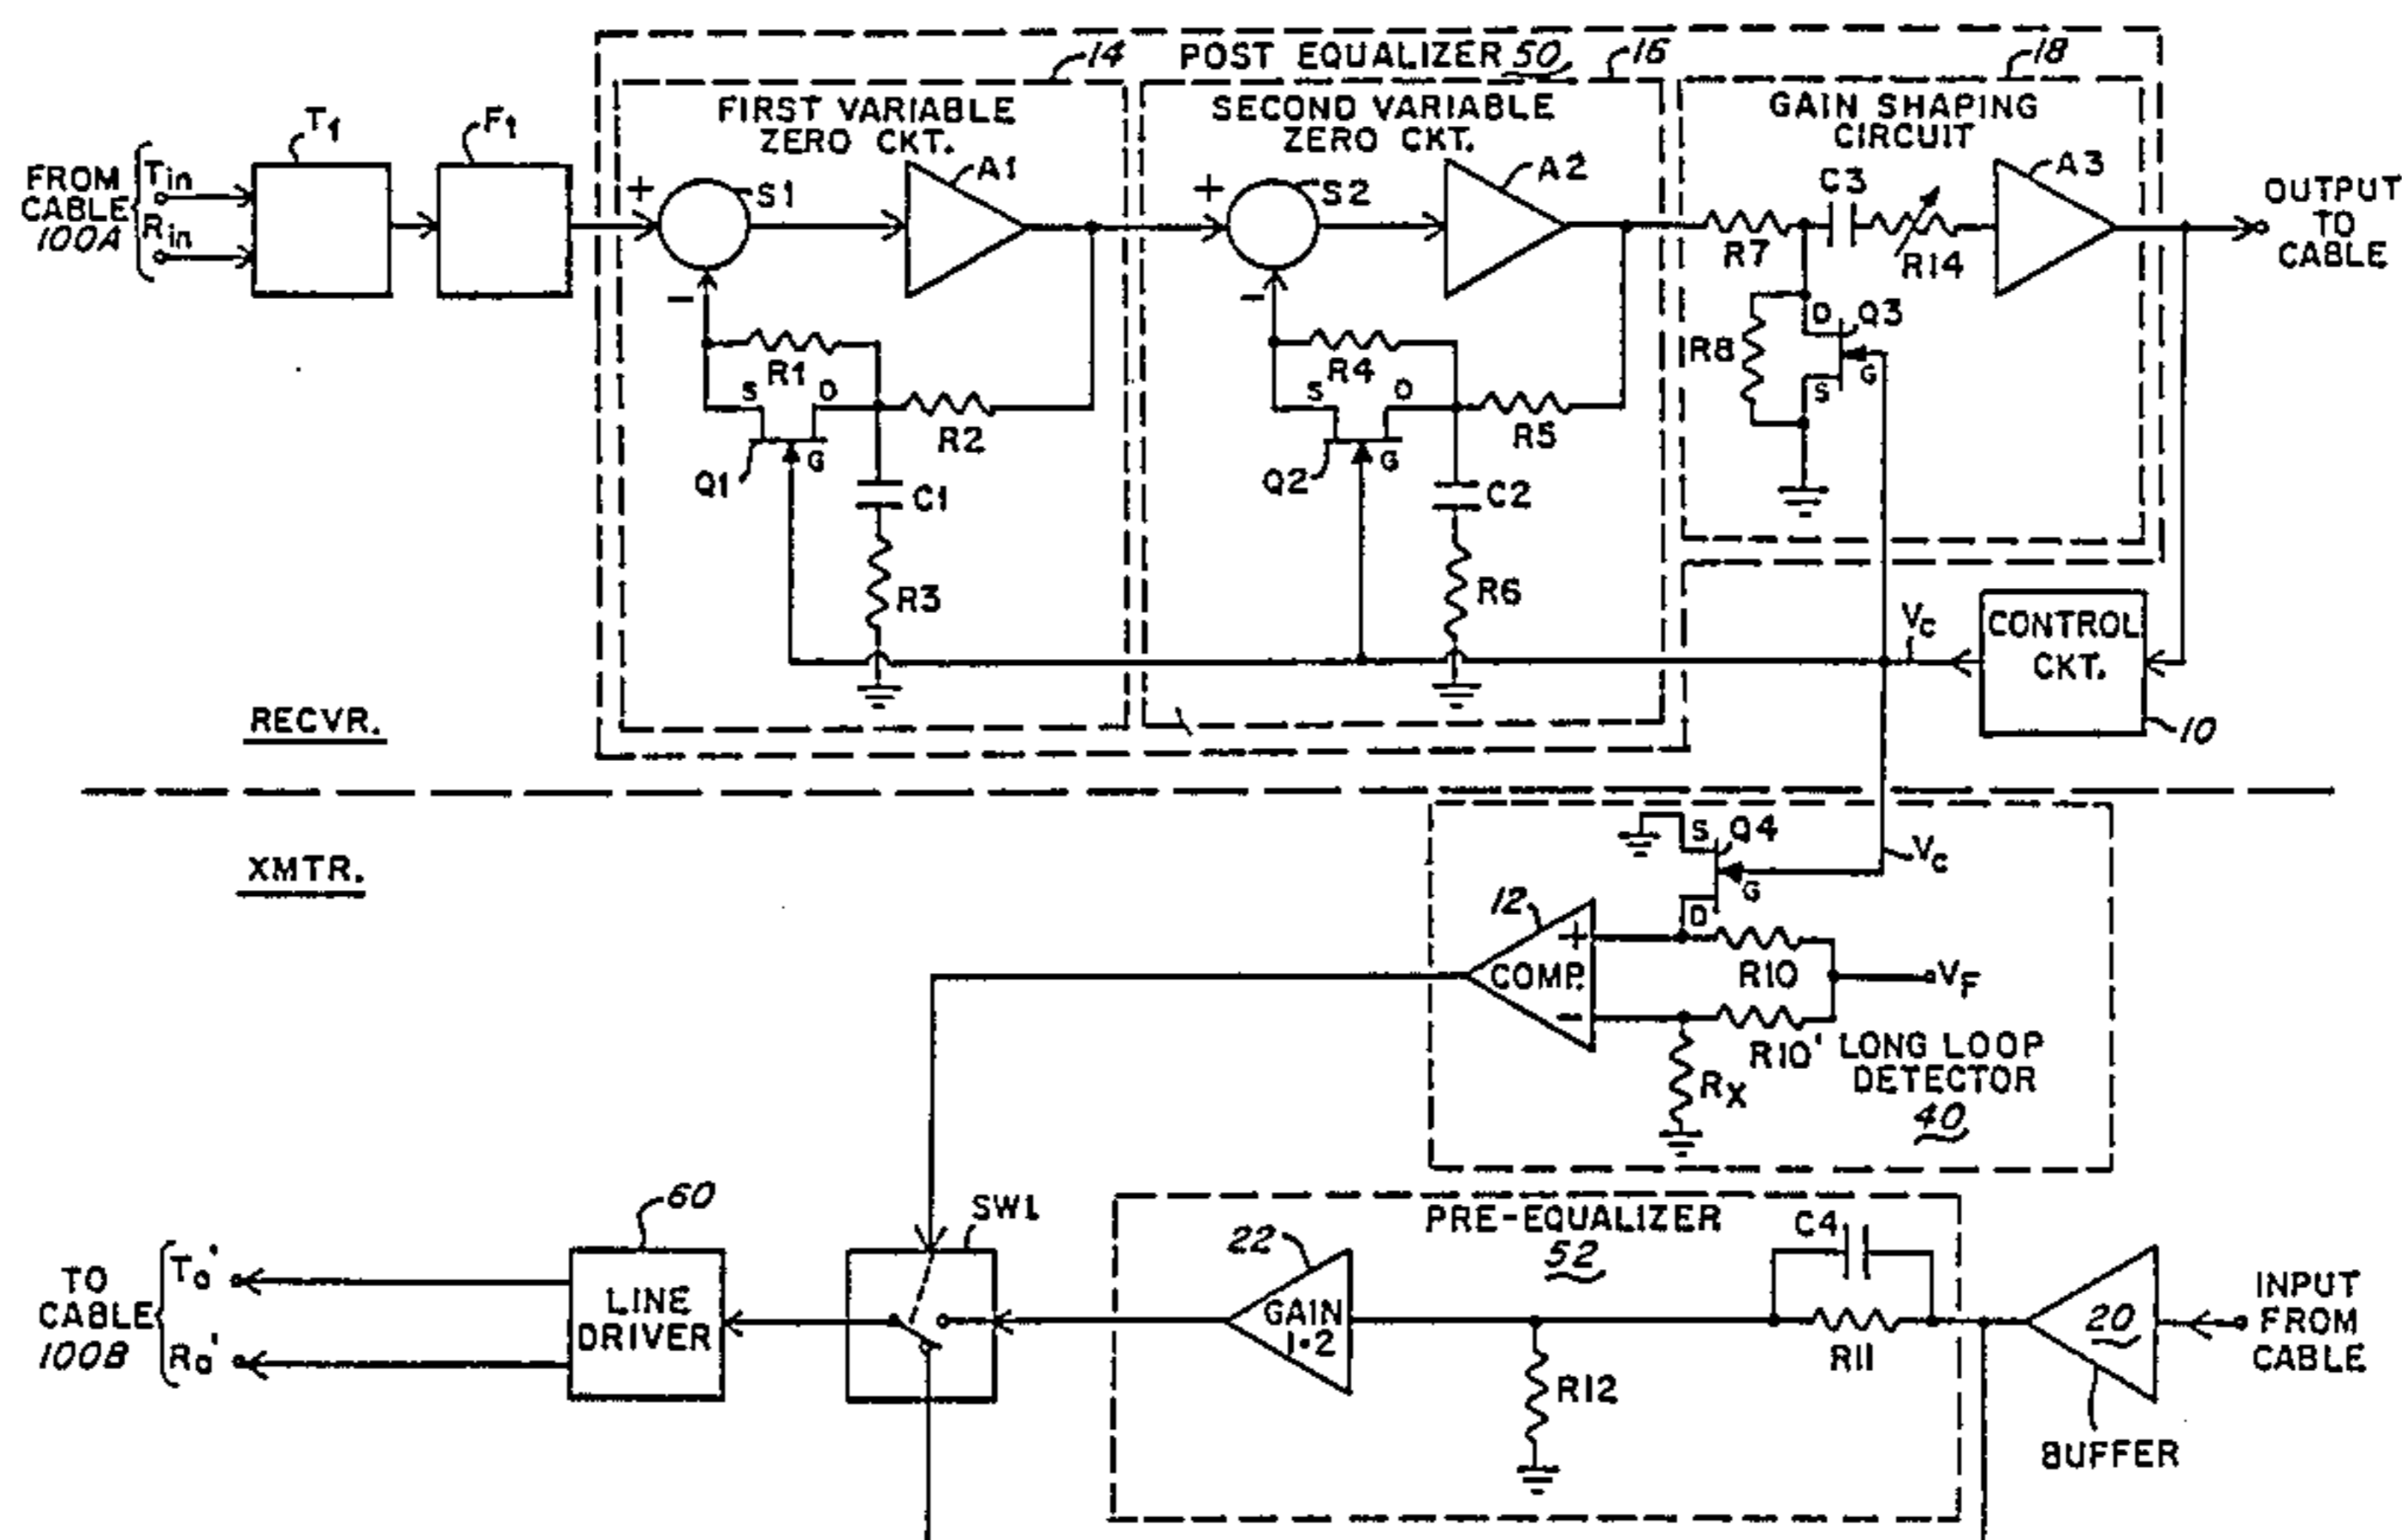 POST EQUALIZER 50
14
16
18
FIRST VARIABLE
ZERO CKT.
SECOND VARIABLE
ZERO CKT.
GAIN SHAPING
CIRCUIT
T1
F1
FROM
CABLE
100A
Tin
Rin
+
S1
-
A1
+
S2
-
A2
R7
C3
R14
A3
OUTPUT
TO
CABLE
R1
S
D
R2
Q1
G
C1
R3
R4
S
D
R5
Q2
G
C2
R6
R8
D
Q3
G
S
Vc
CONTROL
CKT.
10
RECVR.
XMTR.
S
Q4
G
D
Vc
12
+
COMP.
-
R10
VF
R10'
RX
LONG LOOP
DETECTOR
40
60
SW1
PRE-EQUALIZER
52
C4
22
GAIN
1.2
R11
R12
20
BUFFER
INPUT
FROM
CABLE
TO
CABLE
100B
To'
Ro'
LINE
DRIVER